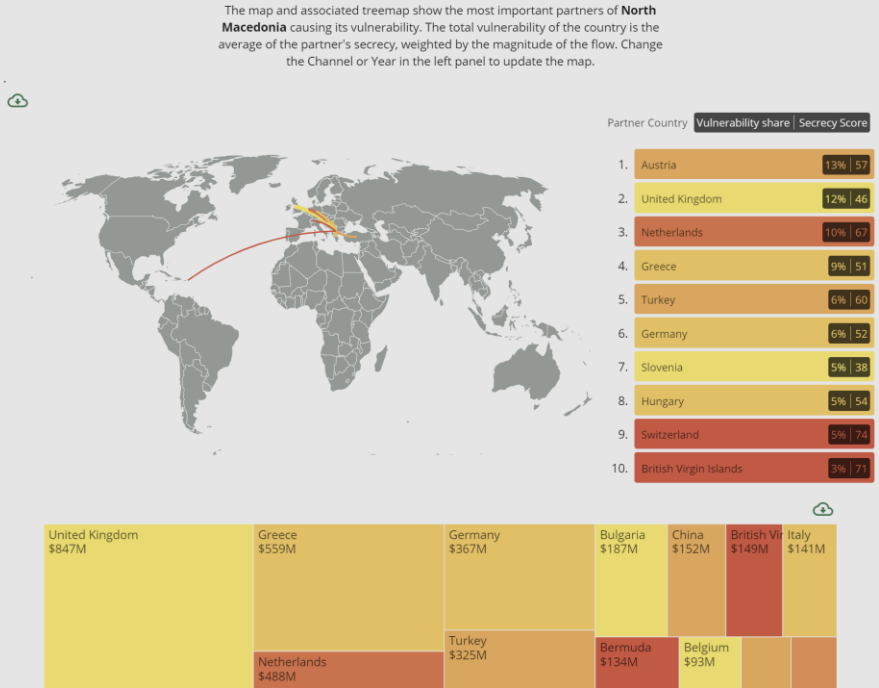 The map and associated treemap show the most important partners of North
Macedonia causing its vulnerability. The total vulnerability of the country is the
average of the partner's secrecy, weighted by the magnitude of the flow. Change
the Channel or Year in the left panel to update the map.
Partner Country Vulnerability share | Secrecy Score
1. Austria 13% | 57
2. United Kingdom 12% | 46
3. Netherlands 10% | 67
4. Greece 9% | 51
5. Turkey 6% | 60
6. Germany 6% | 52
7. Slovenia 5% | 38
8. Hungary 5% | 54
9. Switzerland 5% | 74
10. British Virgin Islands 3% | 71
United Kingdom
$847M
Greece
$559M
Netherlands
$488M
Germany
$367M
Turkey
$325M
Bulgaria
$187M
China
$152M
British Vir
$149M
Italy
$141M
Bermuda
$134M
Belgium
$93M